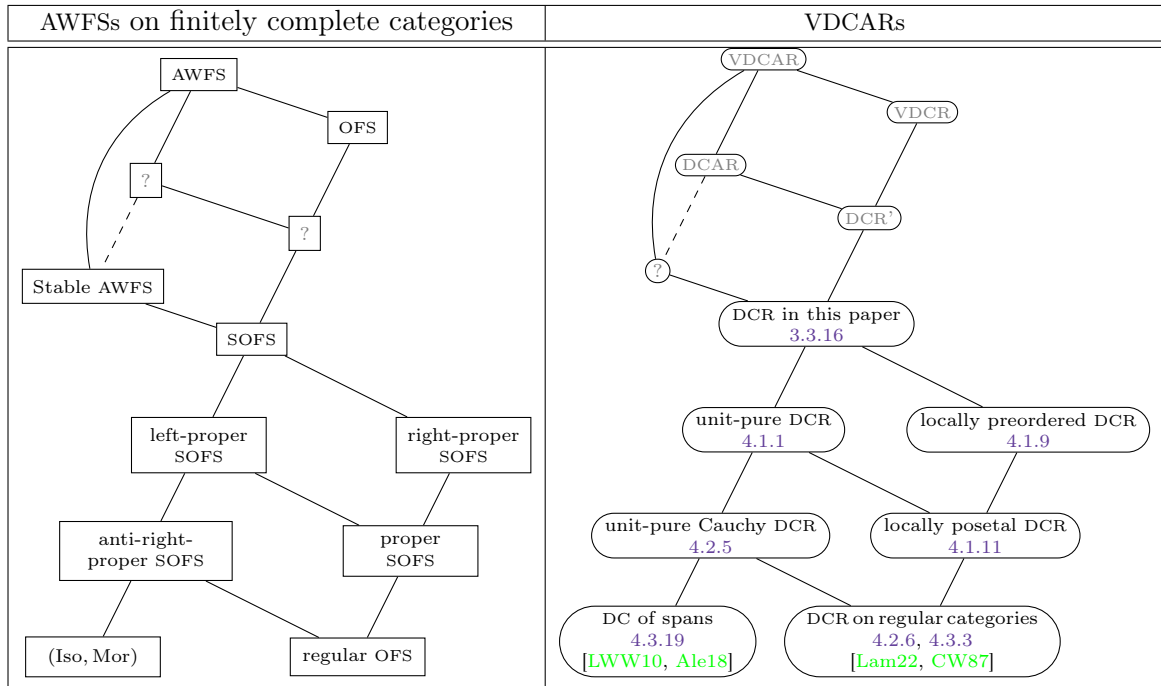 AWFSs on finitely complete categories
VDCARs
AWFS
OFS
?
?
Stable AWFS
SOFS
left-proper
SOFS
right-proper
SOFS
anti-right-
proper SOFS
proper
SOFS
(Iso, Mor)
regular OFS
VDCAR
VDCR
DCAR
DCR'
?
DCR in this paper
3.3.16
unit-pure DCR
4.1.1
locally preordered DCR
4.1.9
unit-pure Cauchy DCR
4.2.5
locally posetal DCR
4.1.11
DC of spans
4.3.19
[LWW10, Ale18]
DCR on regular categories
4.2.6, 4.3.3
[Lam22, CW87]